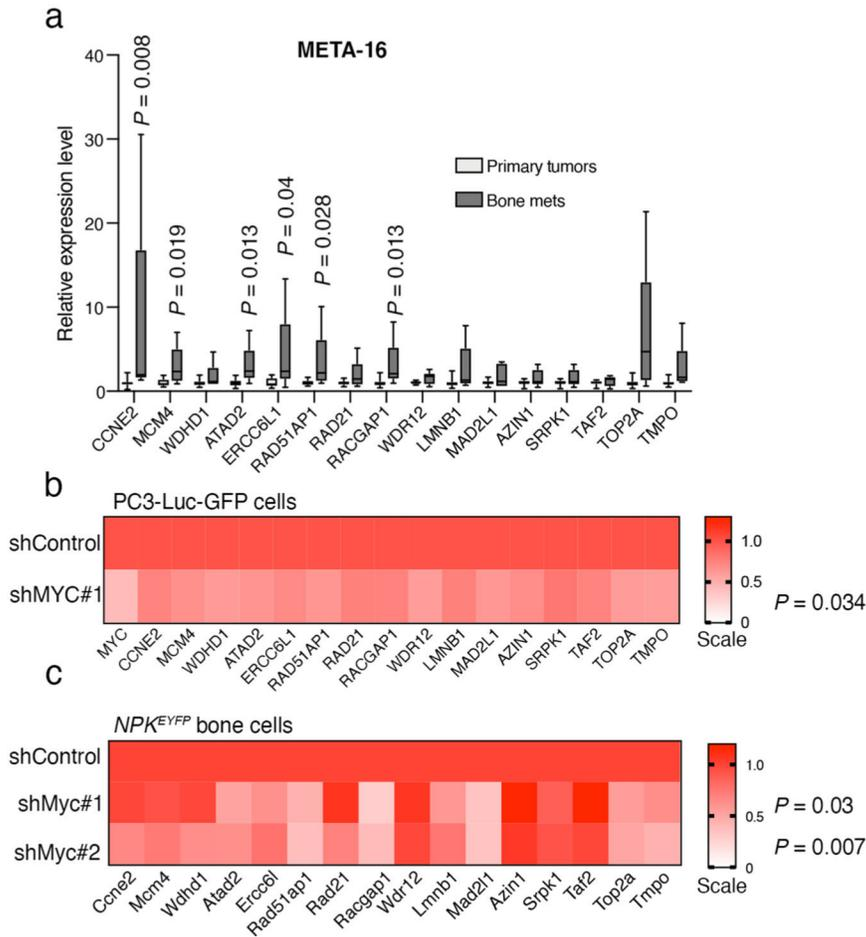 a
META-16
Relative expression level
40
30
20
10
0
P = 0.008
P = 0.019
P = 0.013
P = 0.04
P = 0.028
P = 0.013
Primary tumors
Bone mets
CCNE2
MCM4
WDHD1
ATAD2
ERCC6L1
RAD51AP1
RAD21
RACGAP1
WDR12
LMNB1
MAD2L1
AZIN1
SRPK1
TAF2
TOP2A
TMPO
b
PC3-Luc-GFP cells
shControl
shMYC#1
1.0
0.5
0
Scale
P = 0.034
MYC
CCNE2
MCM4
WDHD1
ATAD2
ERCC6L1
RAD51AP1
RAD21
RACGAP1
WDR12
LMNB1
MAD2L1
AZIN1
SRPK1
TAF2
TOP2A
TMPO
c
NPKEYFP bone cells
shControl
shMyc#1
shMyc#2
1.0
0.5
0
Scale
P = 0.03
P = 0.007
Ccne2
Mcm4
Wdhd1
Atad2
Ercc6l
Rad51ap1
Rad21
Racgap1
Wdr12
Lmnb1
Mad2l1
Azin1
Srpk1
Taf2
Top2a
Tmpo